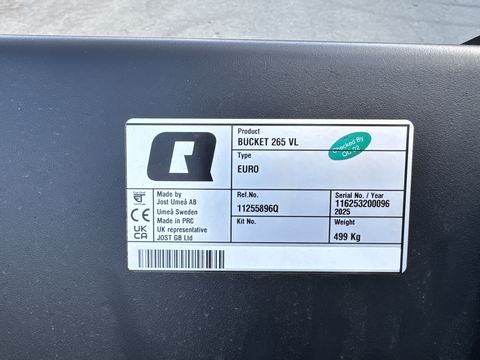 Product
BUCKET 265 VL
Checked By
QC 02
Type
EURO
Made by
Jost Umeå AB
Umeå Sweden
Made in PRC
UK representative
JOST GB Ltd
CE
UK
CA
Ref.No.
11255896Q
Serial No. / Year
116253200096
2025
Kit No.
Weight
499 Kg